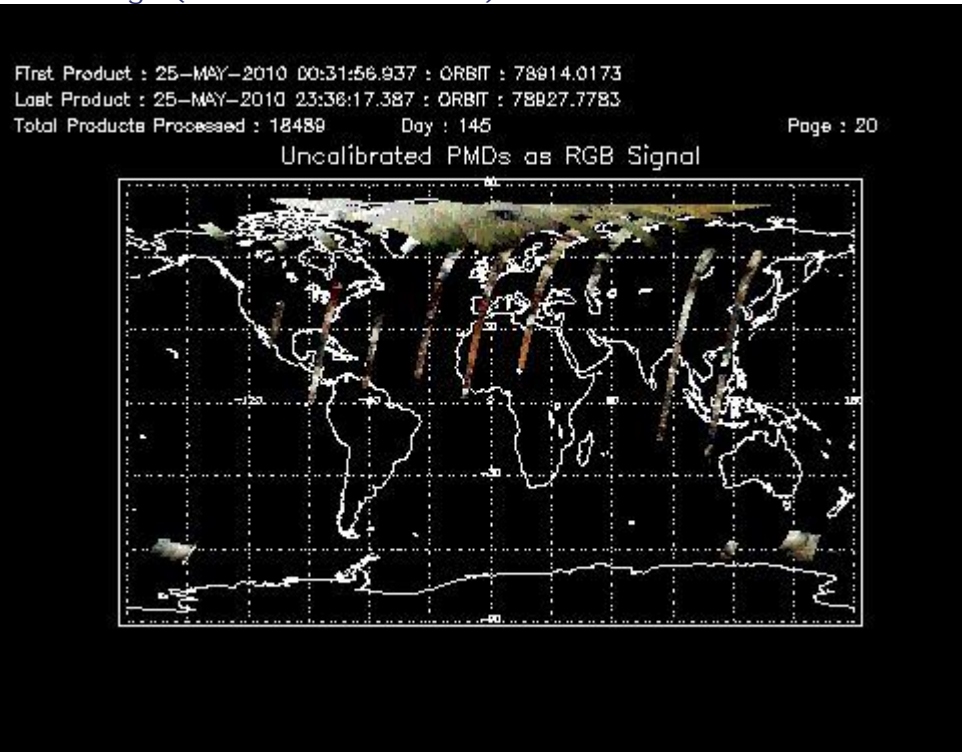 First Product : 25-MAY-2010 00:31:56.937 : ORBIT : 78914.0173
Last Product : 25-MAY-2010 23:36:17.387 : ORBIT : 78927.7783
Total Products Processed : 18489 Day : 145 Page : 20
Uncalibrated PMDs as RGB Signal